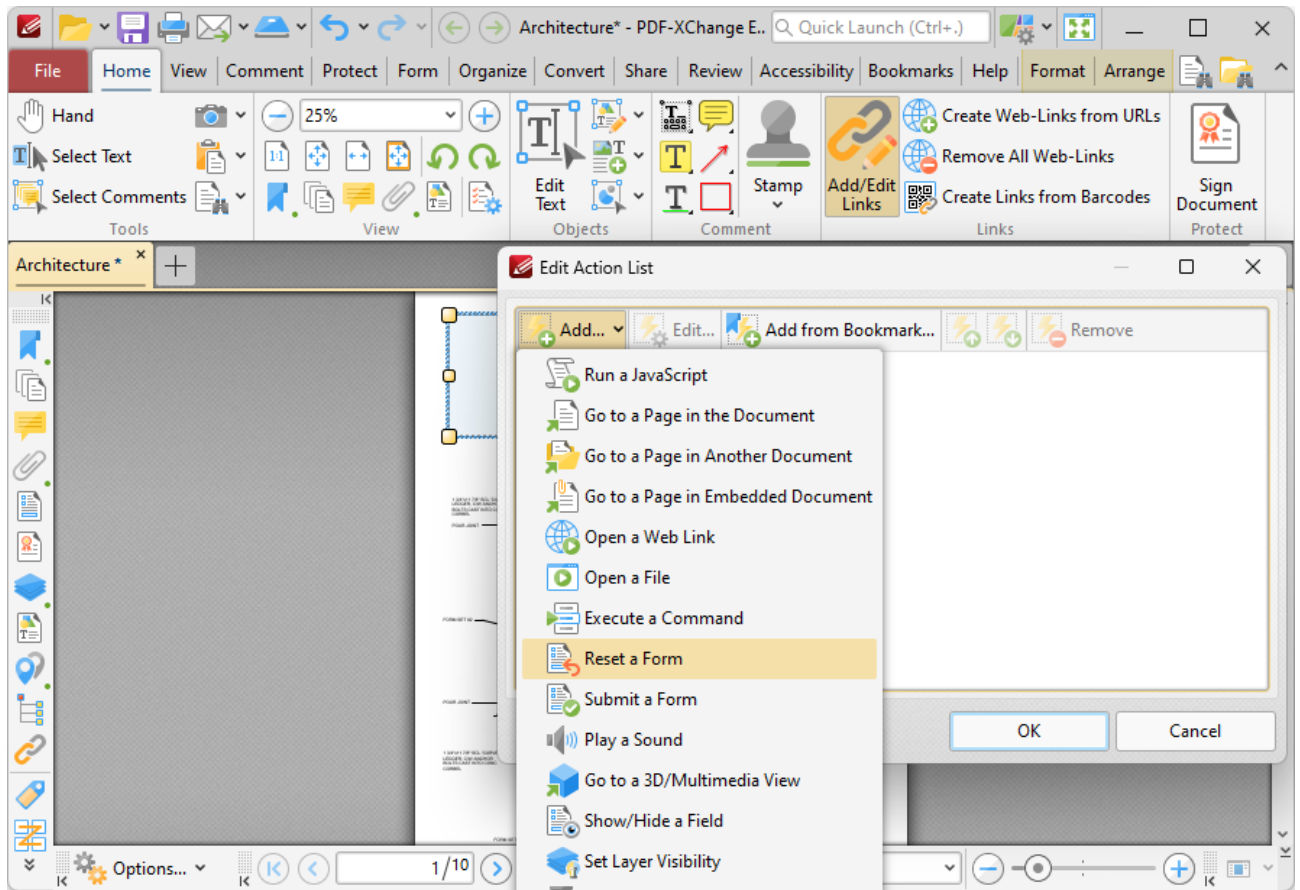 Architecture* - PDF-XChange E.. Quick Launch (Ctrl+.)
File Home View Comment Protect Form Organize Convert Share Review Accessibility Bookmarks Help Format Arrange
Hand 25% Create Web-Links from URLs
1:1
Select Text Remove All Web-Links
Select Comments Edit Text Stamp Add/Edit Links Create Links from Barcodes Sign Document
Tools View Objects Comment Links Protect
Architecture *
Edit Action List
Add... Edit... Add from Bookmark... Remove
Run a JavaScript
Go to a Page in the Document
Go to a Page in Another Document
Go to a Page in Embedded Document
Open a Web Link
Open a File
Execute a Command
Reset a Form
Submit a Form
OK Cancel
Play a Sound
Go to a 3D/Multimedia View
Show/Hide a Field
Set Layer Visibility
Options... 1/10